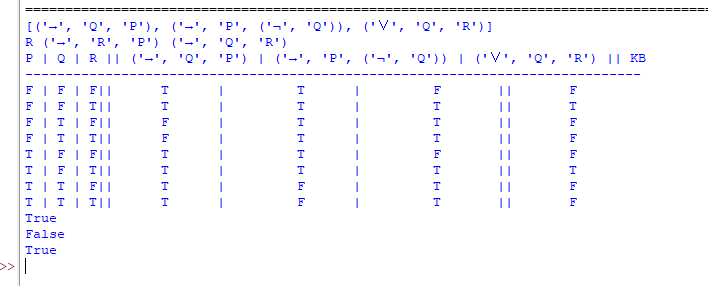 ================================================================================
[('→', 'Q', 'P'), ('→', 'P', ('¬', 'Q')), ('∨', 'Q', 'R')]
R ('→', 'R', 'P') ('→', 'Q', 'R')
P | Q | R || ('→', 'Q', 'P') | ('→', 'P', ('¬', 'Q')) | ('∨', 'Q', 'R') || KB
-----------------------------------------------------------------------------
F | F | F|| T | T | F || F
F | F | T|| T | T | T || T
F | T | F|| F | T | T || F
F | T | T|| F | T | T || F
T | F | F|| T | T | F || F
T | F | T|| T | T | T || T
T | T | F|| T | F | T || F
T | T | T|| T | F | T || F
True
False
True
>>